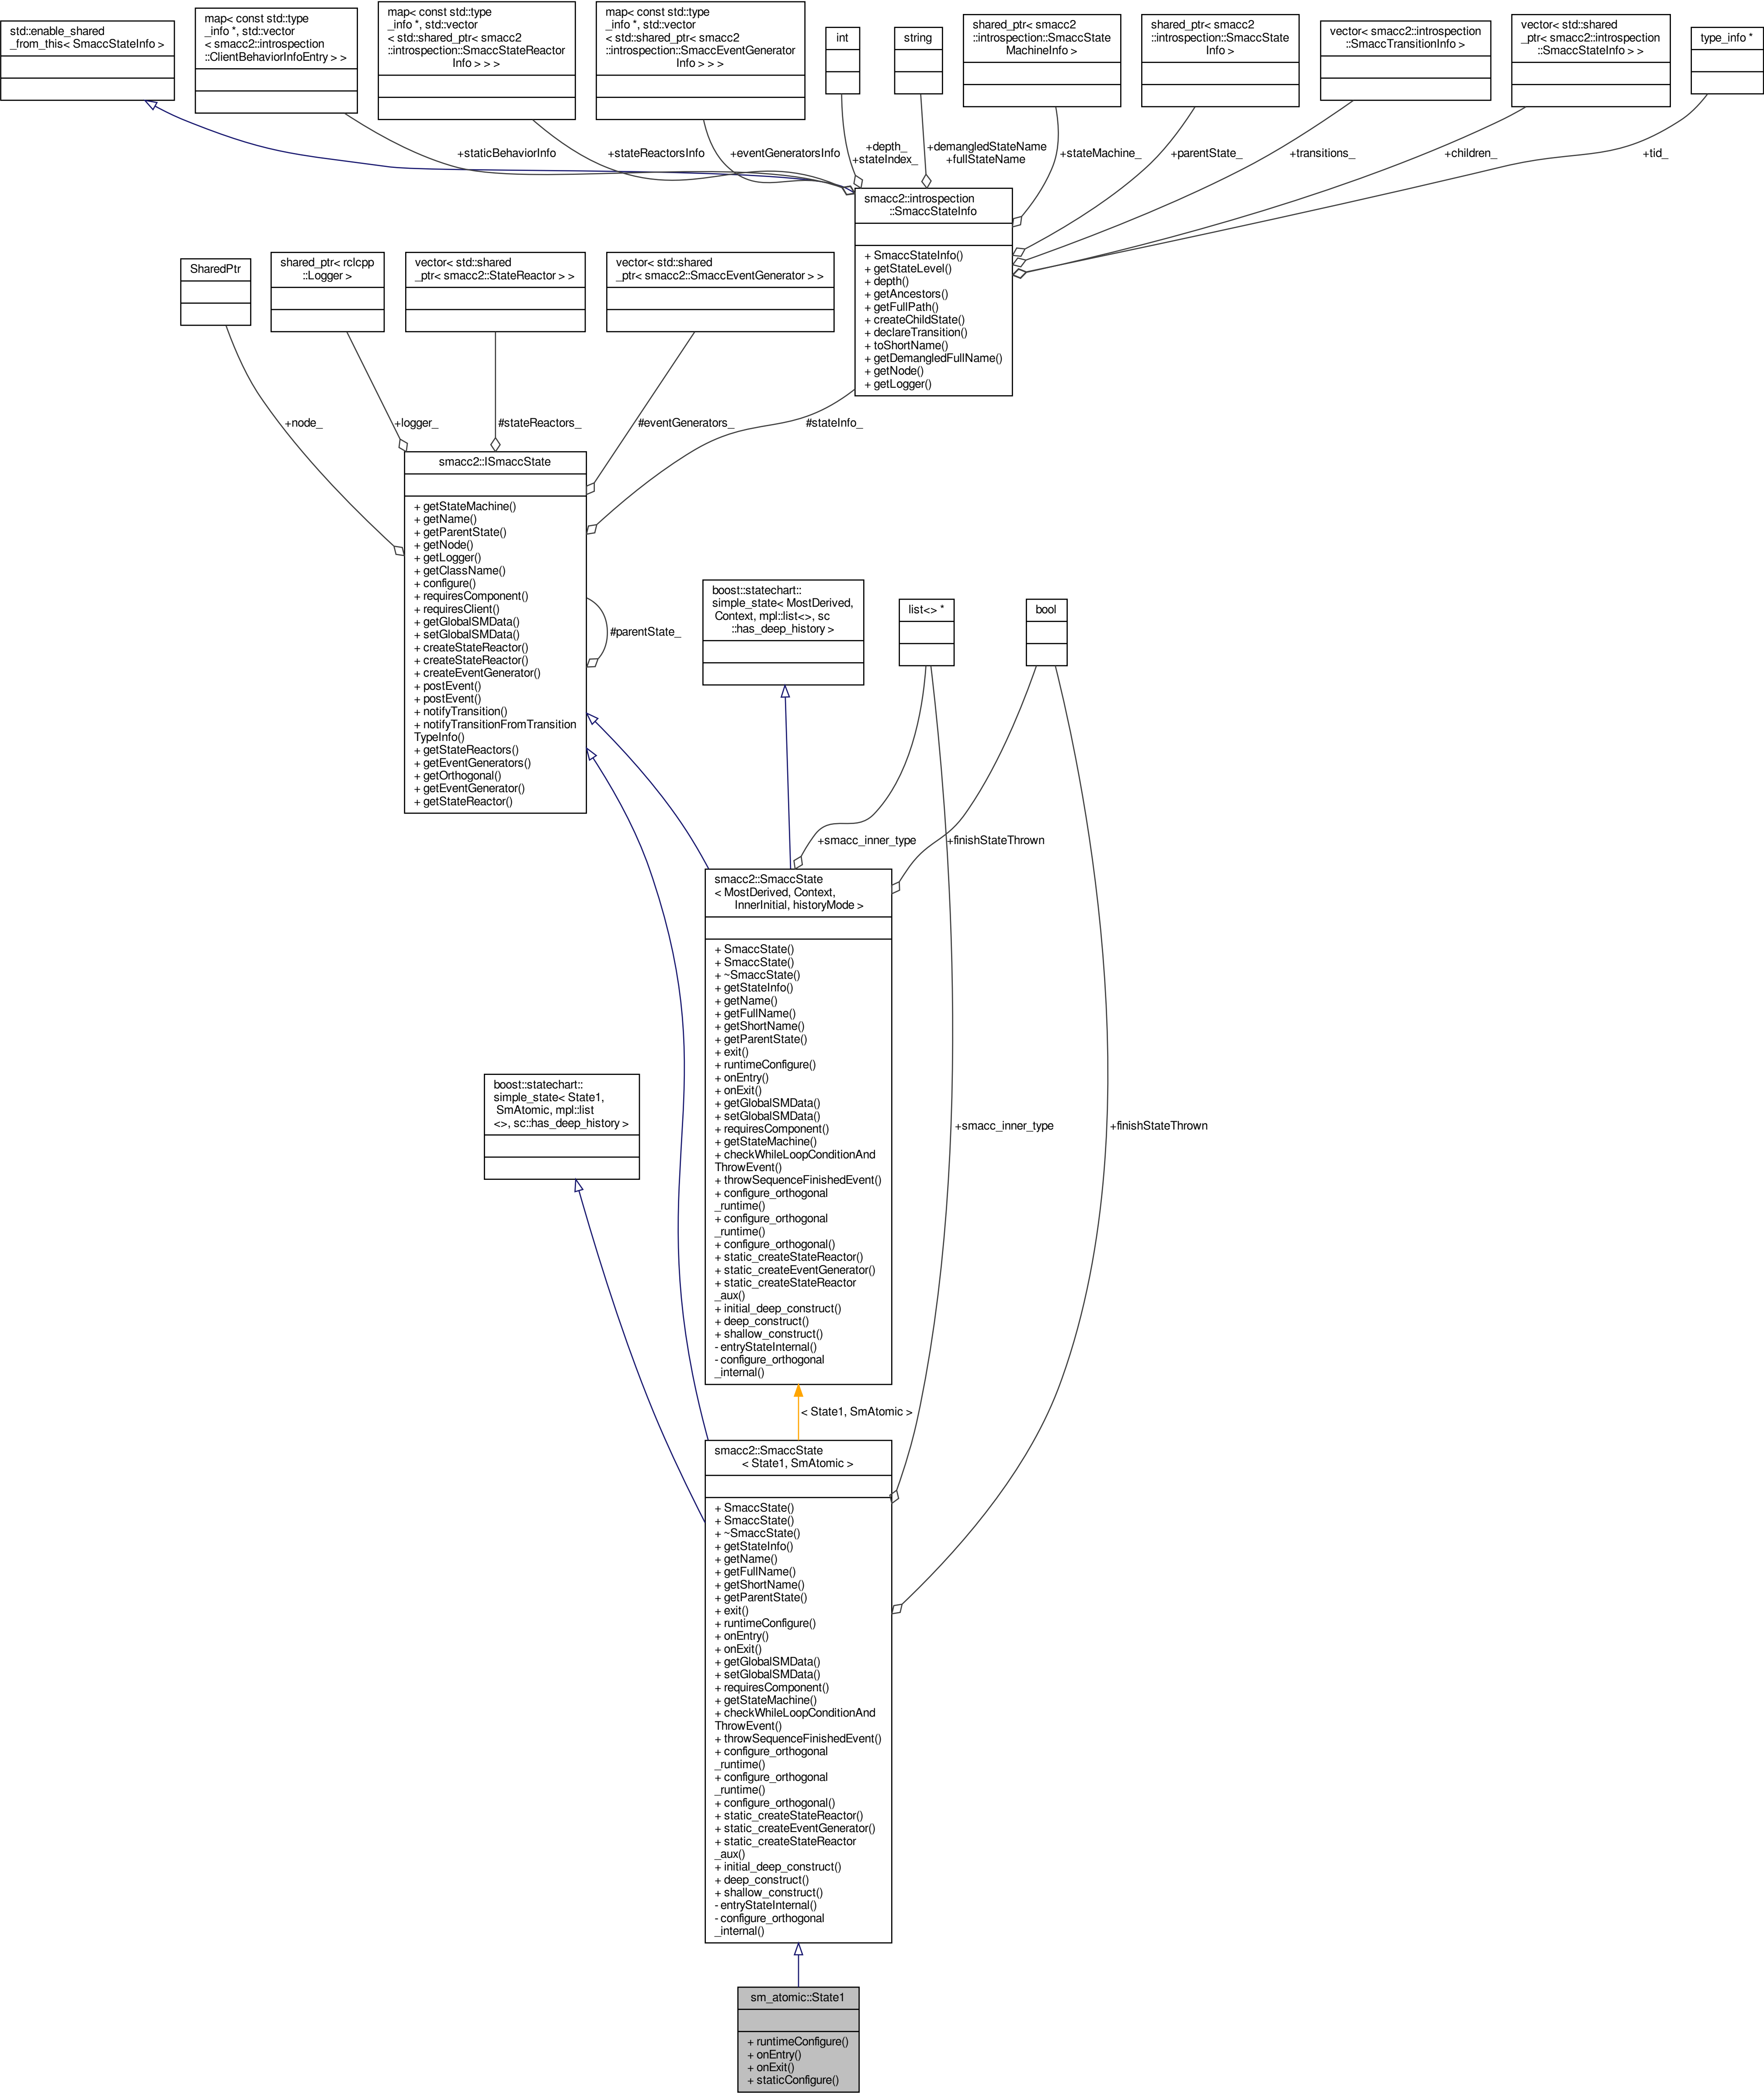 std::enable_shared
_from_this< SmaccStateInfo >
map< const std::type
_info *, std::vector
< smacc2::introspection
::ClientBehaviorInfoEntry > >
map< const std::type
_info *, std::vector
< std::shared_ptr< smacc2
::introspection::SmaccStateReactor
Info > > >
map< const std::type
_info *, std::vector
< std::shared_ptr< smacc2
::introspection::SmaccEventGenerator
Info > > >
int
string
shared_ptr< smacc2
::introspection::SmaccState
MachineInfo >
shared_ptr< smacc2
::introspection::SmaccState
Info >
vector< smacc2::introspection
::SmaccTransitionInfo >
vector< std::shared
_ptr< smacc2::introspection
::SmaccStateInfo > >
type_info *
+staticBehaviorInfo
+stateReactorsInfo
+eventGeneratorsInfo
+depth_
+stateIndex_
+demangledStateName
+fullStateName
+stateMachine_
+parentState_
+transitions_
+children_
+tid_
smacc2::introspection
::SmaccStateInfo
+ SmaccStateInfo()
+ getStateLevel()
+ depth()
+ getAncestors()
+ getFullPath()
+ createChildState()
+ declareTransition()
+ toShortName()
+ getDemangledFullName()
+ getNode()
+ getLogger()
SharedPtr
shared_ptr< rclcpp
::Logger >
vector< std::shared
_ptr< smacc2::StateReactor > >
vector< std::shared
_ptr< smacc2::SmaccEventGenerator > >
+node_
+logger_
#stateReactors_
#eventGenerators_
#stateInfo_
smacc2::ISmaccState
+ getStateMachine()
+ getName()
+ getParentState()
+ getNode()
+ getLogger()
+ getClassName()
+ configure()
+ requiresComponent()
+ requiresClient()
+ getGlobalSMData()
+ setGlobalSMData()
+ createStateReactor()
+ createStateReactor()
+ createEventGenerator()
+ postEvent()
+ postEvent()
+ notifyTransition()
+ notifyTransitionFromTransition
TypeInfo()
+ getStateReactors()
+ getEventGenerators()
+ getOrthogonal()
+ getEventGenerator()
+ getStateReactor()
#parentState_
boost::statechart::
simple_state< MostDerived,
Context, mpl::list<>, sc
::has_deep_history >
list<> *
bool
+smacc_inner_type
+finishStateThrown
smacc2::SmaccState
< MostDerived, Context,
InnerInitial, historyMode >
+ SmaccState()
+ SmaccState()
+ ~SmaccState()
+ getStateInfo()
+ getName()
+ getFullName()
+ getShortName()
+ getParentState()
+ exit()
+ runtimeConfigure()
+ onEntry()
+ onExit()
+ getGlobalSMData()
+ setGlobalSMData()
+ requiresComponent()
+ getStateMachine()
+ checkWhileLoopConditionAnd
ThrowEvent()
+ throwSequenceFinishedEvent()
+ configure_orthogonal
_runtime()
+ configure_orthogonal
_runtime()
+ configure_orthogonal()
+ static_createStateReactor()
+ static_createEventGenerator()
+ static_createStateReactor
_aux()
+ initial_deep_construct()
+ deep_construct()
+ shallow_construct()
- entryStateInternal()
- configure_orthogonal
_internal()
boost::statechart::
simple_state< State1,
SmAtomic, mpl::list
<>, sc::has_deep_history >
+smacc_inner_type
+finishStateThrown
< State1, SmAtomic >
smacc2::SmaccState
< State1, SmAtomic >
+ SmaccState()
+ SmaccState()
+ ~SmaccState()
+ getStateInfo()
+ getName()
+ getFullName()
+ getShortName()
+ getParentState()
+ exit()
+ runtimeConfigure()
+ onEntry()
+ onExit()
+ getGlobalSMData()
+ setGlobalSMData()
+ requiresComponent()
+ getStateMachine()
+ checkWhileLoopConditionAnd
ThrowEvent()
+ throwSequenceFinishedEvent()
+ configure_orthogonal
_runtime()
+ configure_orthogonal
_runtime()
+ configure_orthogonal()
+ static_createStateReactor()
+ static_createEventGenerator()
+ static_createStateReactor
_aux()
+ initial_deep_construct()
+ deep_construct()
+ shallow_construct()
- entryStateInternal()
- configure_orthogonal
_internal()
sm_atomic::State1
+ runtimeConfigure()
+ onEntry()
+ onExit()
+ staticConfigure()